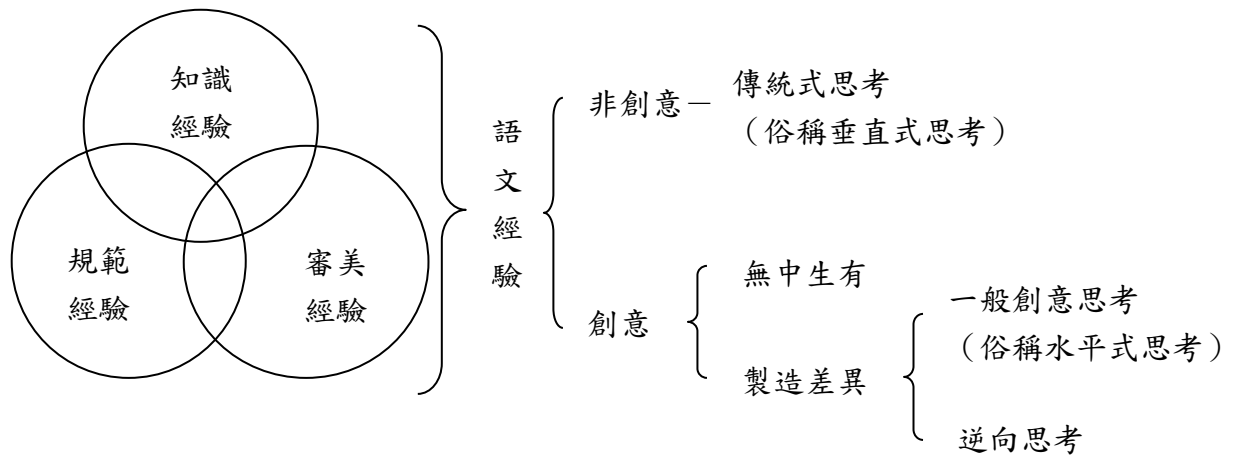 知識
經驗
規範
經驗
審美
經驗
語
文
經
驗
非創意－
傳統式思考
（俗稱垂直式思考）
創意
無中生有
製造差異
一般創意思考
（俗稱水平式思考）
逆向思考